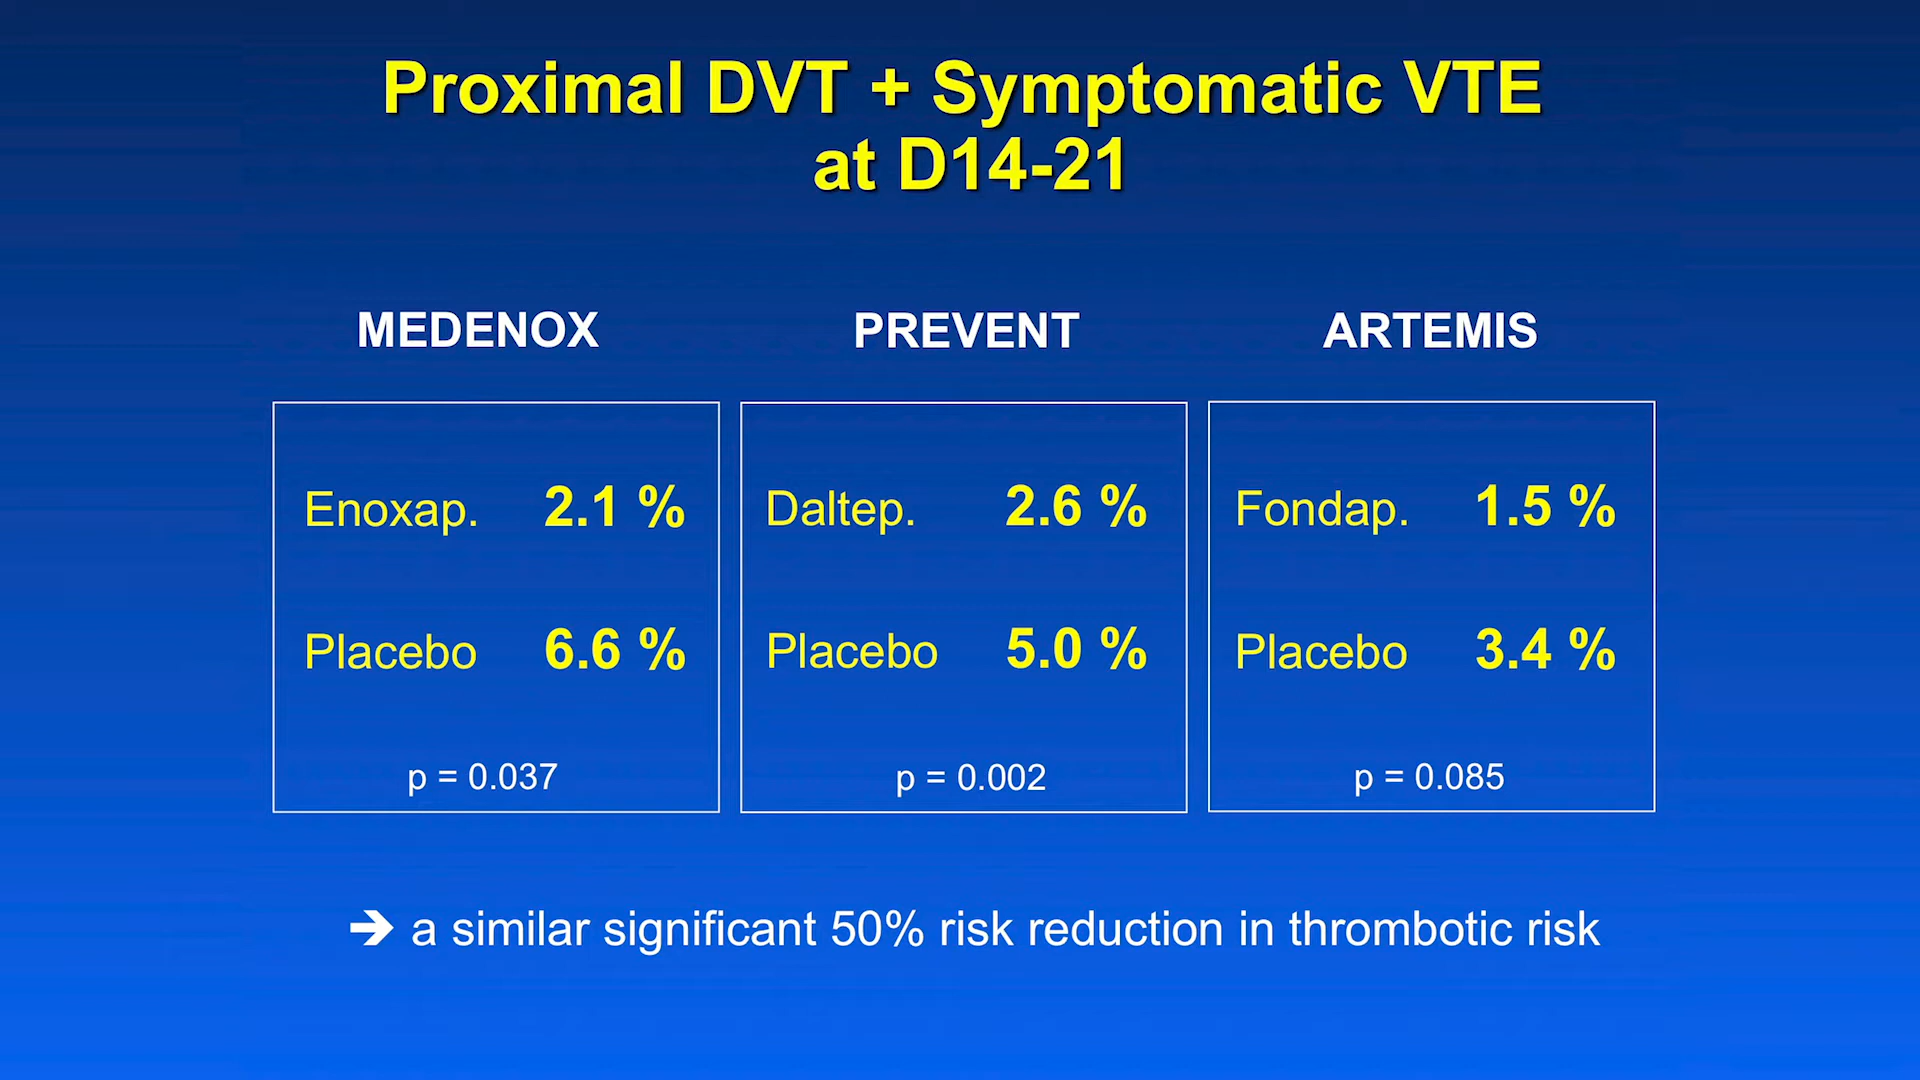 Proximal DVT + Symptomatic VTE
at D14-21
MEDENOX
Enoxap. 2.1 %
Placebo 6.6 %
p = 0.037
PREVENT
Daltep. 2.6 %
Placebo 5.0 %
p = 0.002
ARTEMIS
Fondap. 1.5 %
Placebo 3.4 %
p = 0.085
➔ a similar significant 50% risk reduction in thrombotic risk